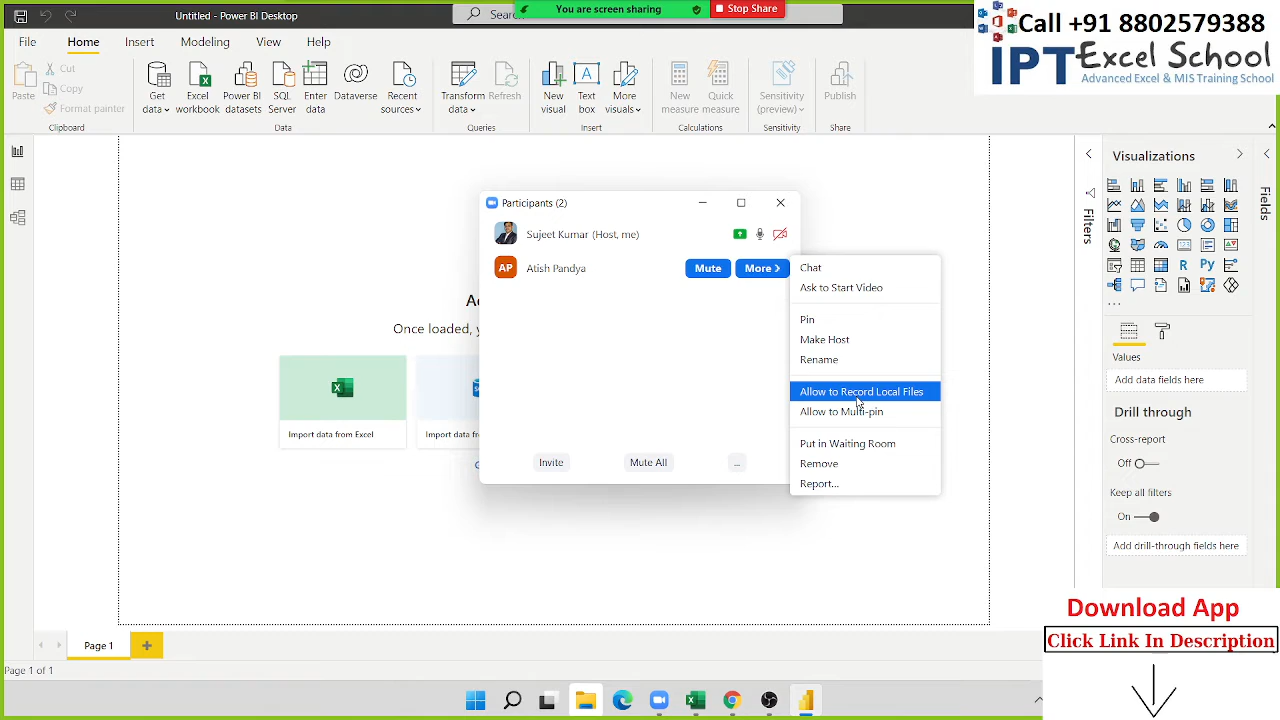 Untitled - Power BI Desktop
Sear
You are screen sharing
Stop Share
Call +91 8802579388
IPT Excel School
Advanced Excel & MIS Training School
File
Home
Insert
Modeling
View
Help
Paste
Cut
Copy
Format painter
Get data
Excel workbook
Power BI datasets
SQL Server
Enter data
Dataverse
Recent sources
Transform data
Refresh
New visual
Text box
More visuals
New measure
Quick measure
Sensitivity (preview)
Publish
Clipboard
Data
Queries
Insert
Calculations
Sensitivity
Share
Participants (2)
Sujeet Kumar (Host, me)
AP
Atish Pandya
Mute
More
Chat
Ask to Start Video
Pin
Make Host
Rename
Allow to Record Local Files
Allow to Multi-pin
Put in Waiting Room
Remove
Report...
Invite
Mute All
...
Once loaded,
Import data from Excel
Import data
Filters
Visualizations
Fields
R
Py
...
Values
Add data fields here
Drill through
Cross-report
Off
Keep all filters
On
Add drill-through fields here
Page 1
Page 1 of 1
Download App
Click Link In Description